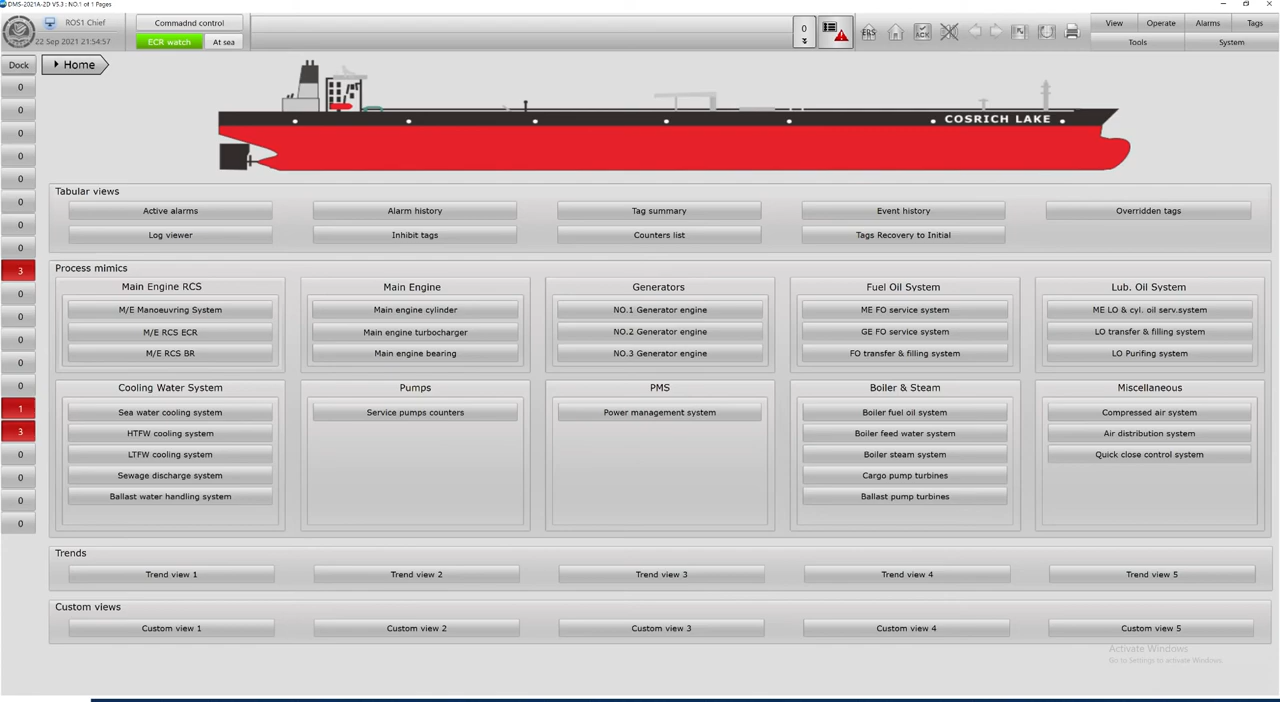 DMS-2021A-2D V5.3 : NO.1 of 1 Pages
ROS1 Chief
22 Sep 2021 21:54:57
Commadnd control
ECR watch
At sea
0
ERS
ACK
View
Operate
Alarms
Tags
Tools
System
Dock
Home
0
0
0
0
0
0
0
0
3
0
0
0
0
0
1
3
0
0
0
0
COSRICH LAKE
Tabular views
Active alarms
Alarm history
Tag summary
Event history
Overridden tags
Log viewer
Inhibit tags
Counters list
Tags Recovery to Initial
Process mimics
Main Engine RCS
M/E Manoeuvring System
M/E RCS ECR
M/E RCS BR
Main Engine
Main engine cylinder
Main engine turbocharger
Main engine bearing
Generators
NO.1 Generator engine
NO.2 Generator engine
NO.3 Generator engine
Fuel Oil System
ME FO service system
GE FO service system
FO transfer & filling system
Lub. Oil System
ME LO & cyl. oil serv.system
LO transfer & filling system
LO Purifing system
Cooling Water System
Sea water cooling system
HTFW cooling system
LTFW cooling system
Sewage discharge system
Ballast water handling system
Pumps
Service pumps counters
PMS
Power management system
Boiler & Steam
Boiler fuel oil system
Boiler feed water system
Boiler steam system
Cargo pump turbines
Ballast pump turbines
Miscellaneous
Compressed air system
Air distribution system
Quick close control system
Trends
Trend view 1
Trend view 2
Trend view 3
Trend view 4
Trend view 5
Custom views
Custom view 1
Custom view 2
Custom view 3
Custom view 4
Custom view 5
Activate Windows
Go to Settings to activate Windows.